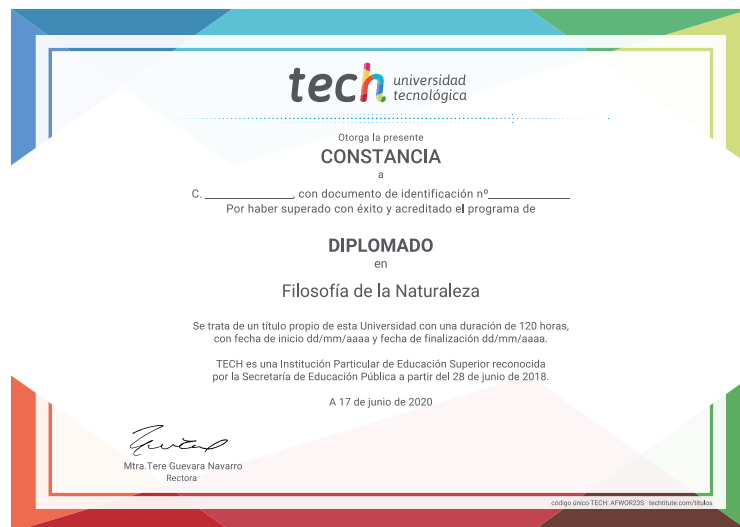 tech universidad
tecnológica
Otorga la presente
CONSTANCIA
a
C. ______________, con documento de identificación nº_____________
Por haber superado con éxito y acreditado el programa de
DIPLOMADO
en
Filosofía de la Naturaleza
Se trata de un título propio de esta Universidad con una duración de 120 horas,
con fecha de inicio dd/mm/aaaa y fecha de finalización dd/mm/aaaa.
TECH es una Institución Particular de Educación Superior reconocida
por la Secretaría de Educación Pública a partir del 28 de junio de 2018.
A 17 de junio de 2020
Mtra.Tere Guevara Navarro
Rectora
código único TECH: AFWOR23S techtitute.com/titulos